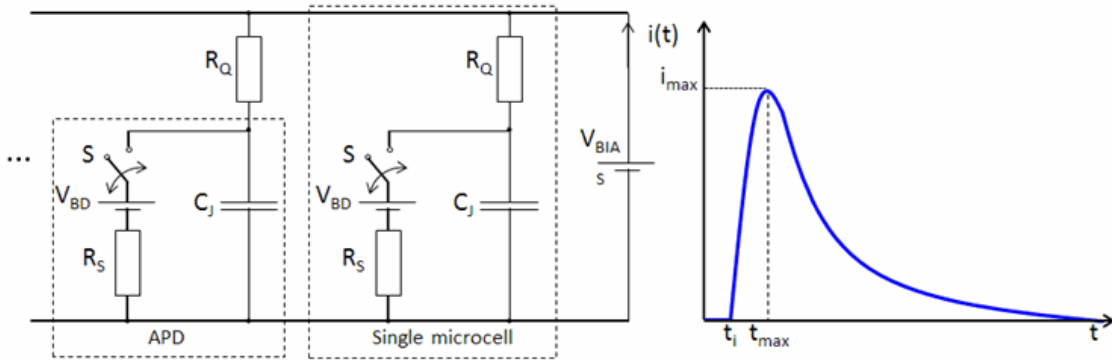 R_Q
R_Q
S
S
V_BD
V_BD
C_J
C_J
R_S
R_S
...
V_BIA
S
APD
Single microcell
i(t)
i_max
t_i t_max
t